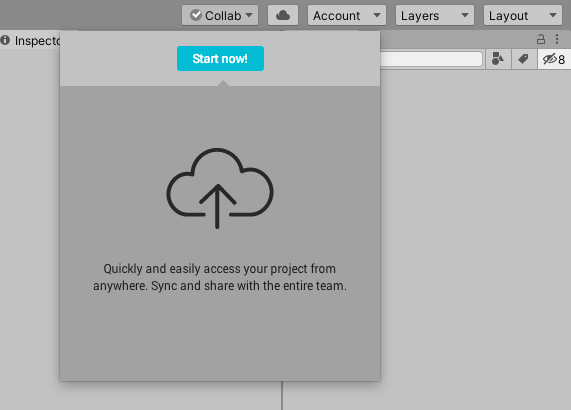 Collab
Account
Layers
Layout
Inspecto
Start now!
8
Quickly and easily access your project from
anywhere. Sync and share with the entire team.